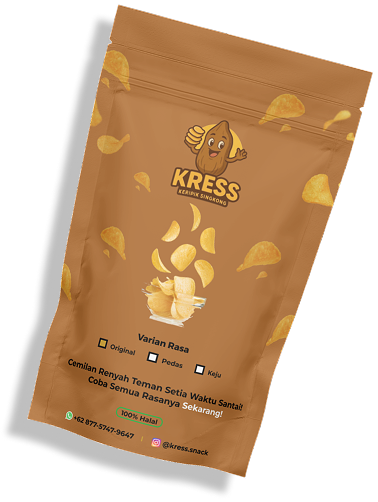 KRESS
KERIPIK SINGKONG
Varian Rasa
Original Pedas Keju
Cemilan Renyah Teman Setia Waktu Santai!
Coba Semua Rasanya Sekarang!
100% Halal
+62 877-5747-9647 @kress.snack